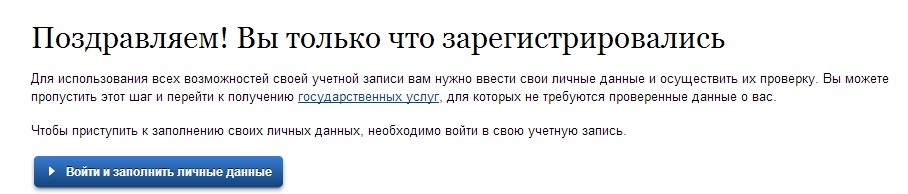 Поздравляем! Вы только что зарегистрировались
Для использования всех возможностей своей учетной записи вам нужно ввести свои личные данные и осуществить их проверку. Вы можете
пропустить этот шаг и перейти к получению государственных услуг, для которых не требуются проверенные данные о вас.
Чтобы приступить к заполнению своих личных данных, необходимо войти в свою учетную запись.
Войти и заполнить личные данные